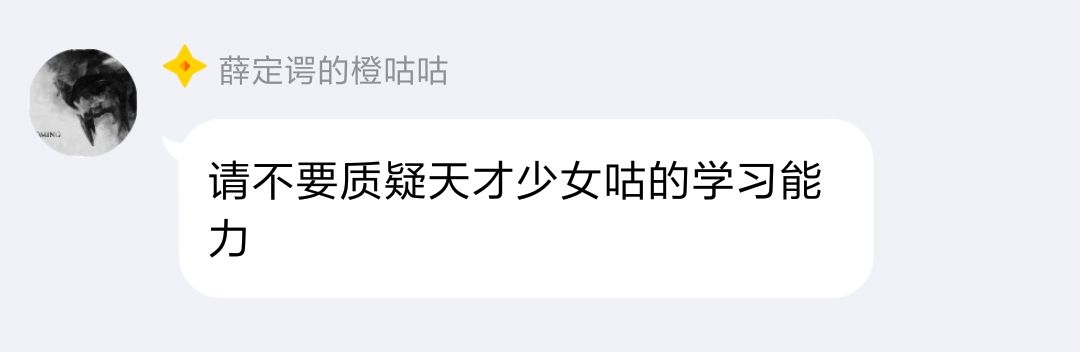 薛定谔的橙咕咕
请不要质疑天才少女咕的学习能
力